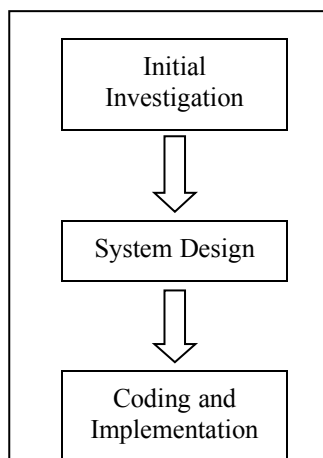 Initial
Investigation
System Design
Coding and
Implementation